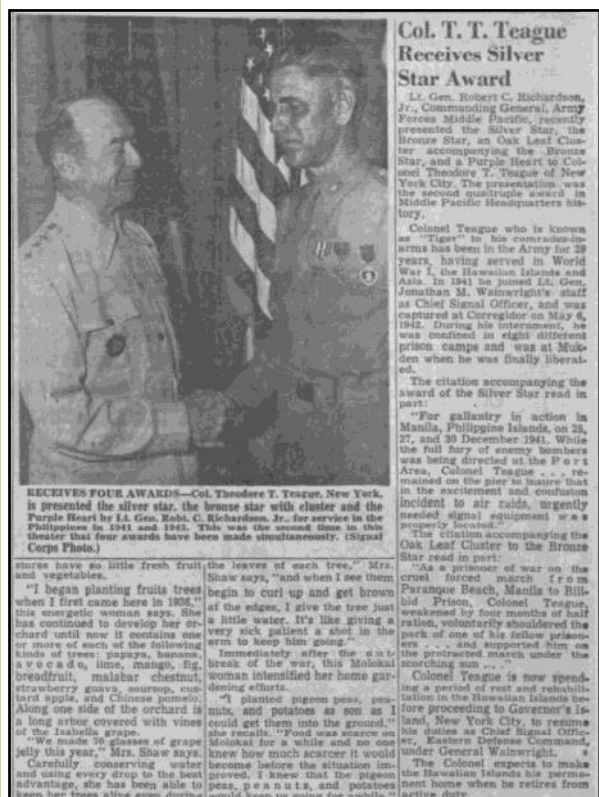 Col. T. T. Teague
Receives Silver
Star Award
Lt. Gen. Robert C. Richardson,
Jr., Commanding General, Army
Forces Middle Pacific, recently
presented the Silver Star, the
Bronze Star, an Oak Leaf Clus-
ter accompanying the Bronze
Star, and a Purple Heart to Col-
onel Theodore T. Teague of New
York City. The presentation was
the second quadruple award in
Middle Pacific Headquarters his-
tory.
Colonel Teague who is known
as "Tiger" to his comrades-in-
arms has been in the Army for 29
years, having served in World
War I, the Hawaiian Islands and
Asia. In 1941 he joined Lt. Gen.
Jonathan M. Wainwright's staff
as Chief Signal Officer, and was
captured at Corregidor on May 6,
1942. During his internment, he
was confined in eight different
prison camps and was at Muk-
den when he was finally liberat-
ed.
The citation accompanying the
award of the Silver Star read in
part:
"For gallantry in action in
Manila, Philippine Islands, on 25,
27, and 30 December 1941. While
the full fury of enemy bombers
was being directed at the Port
Area, Colonel Teague . . . re-
mained on the pier to insure that
in the excitement and confusion
incident to air raids, urgently
needed signal equipment was
properly located."
The citation accompanying the
Oak Leaf Cluster to the Bronze
Star read in part:
"As a prisoner of war on the
cruel forced march from
Paranque Beach, Manila to Bili-
bid Prison, Colonel Teague,
weakened by four months of half
ration, voluntarily shouldered the
pack of one of his fellow prison-
ers . . . and supported him on
the protracted march under the
scorching sun . . ."
Colonel Teague is now spend-
ing a period of rest and rehabili-
tation in the Hawaiian Islands be-
fore proceeding to Governor's Is-
land, New York City, to resume
his duties as Chief Signal Offic-
er, Eastern Defense Command,
under General Wainwright.
The Colonel expects to make
the Hawaiian Islands his perma-
nent home when he retires from
active duty.
RECEIVES FOUR AWARDS—Col. Theodore T. Teague, New York,
is presented the silver star, the bronze star with cluster and the
Purple Heart by Lt. Gen. Robt. C. Richardson, Jr., for service in the
Philippines in 1941 and 1942. This was the second time in this
theater that four awards have been made simultaneously. (Signal
Corps Photo.)
stores have so little fresh fruit
and vegetables.
"I began planting fruits trees
when I first came here in 1936,"
this energetic woman says. She
has continued to develop her or-
chard until now it contains one
or more of each of the following
kinds of trees: papaya, banana,
avocado, lime, mango, fig,
breadfruit, malabar chestnut,
strawberry guava, soursop, cus-
tard apple, and Chinese pomelo.
Along one side of the orchard is
a long arbor covered with vines
of the Isabella grape.
"We made 70 glasses of grape
jelly this year," Mrs. Shaw says.
Carefully conserving water
and using every drop to the best
advantage, she has been able to
keep her trees alive even during
the leaves of each tree," Mrs.
Shaw says, "and when I see them
begin to curl up and get brown
at the edges, I give the tree just
a little water. It's like giving a
very sick patient a shot in the
arm to keep him going."
Immediately after the out-
break of the war, this Molokai
woman intensified her home gar-
dening efforts.
"I planted pigeon peas, pea-
nuts, and potatoes as soon as I
could get them into the ground,"
she recalls. "Food was scarce on
Molokai for a while and no one
knew how much scarcer it would
become before the situation im-
proved. I knew that the pigeon
peas, peanuts, and potatoes
would keep us going for awhile."